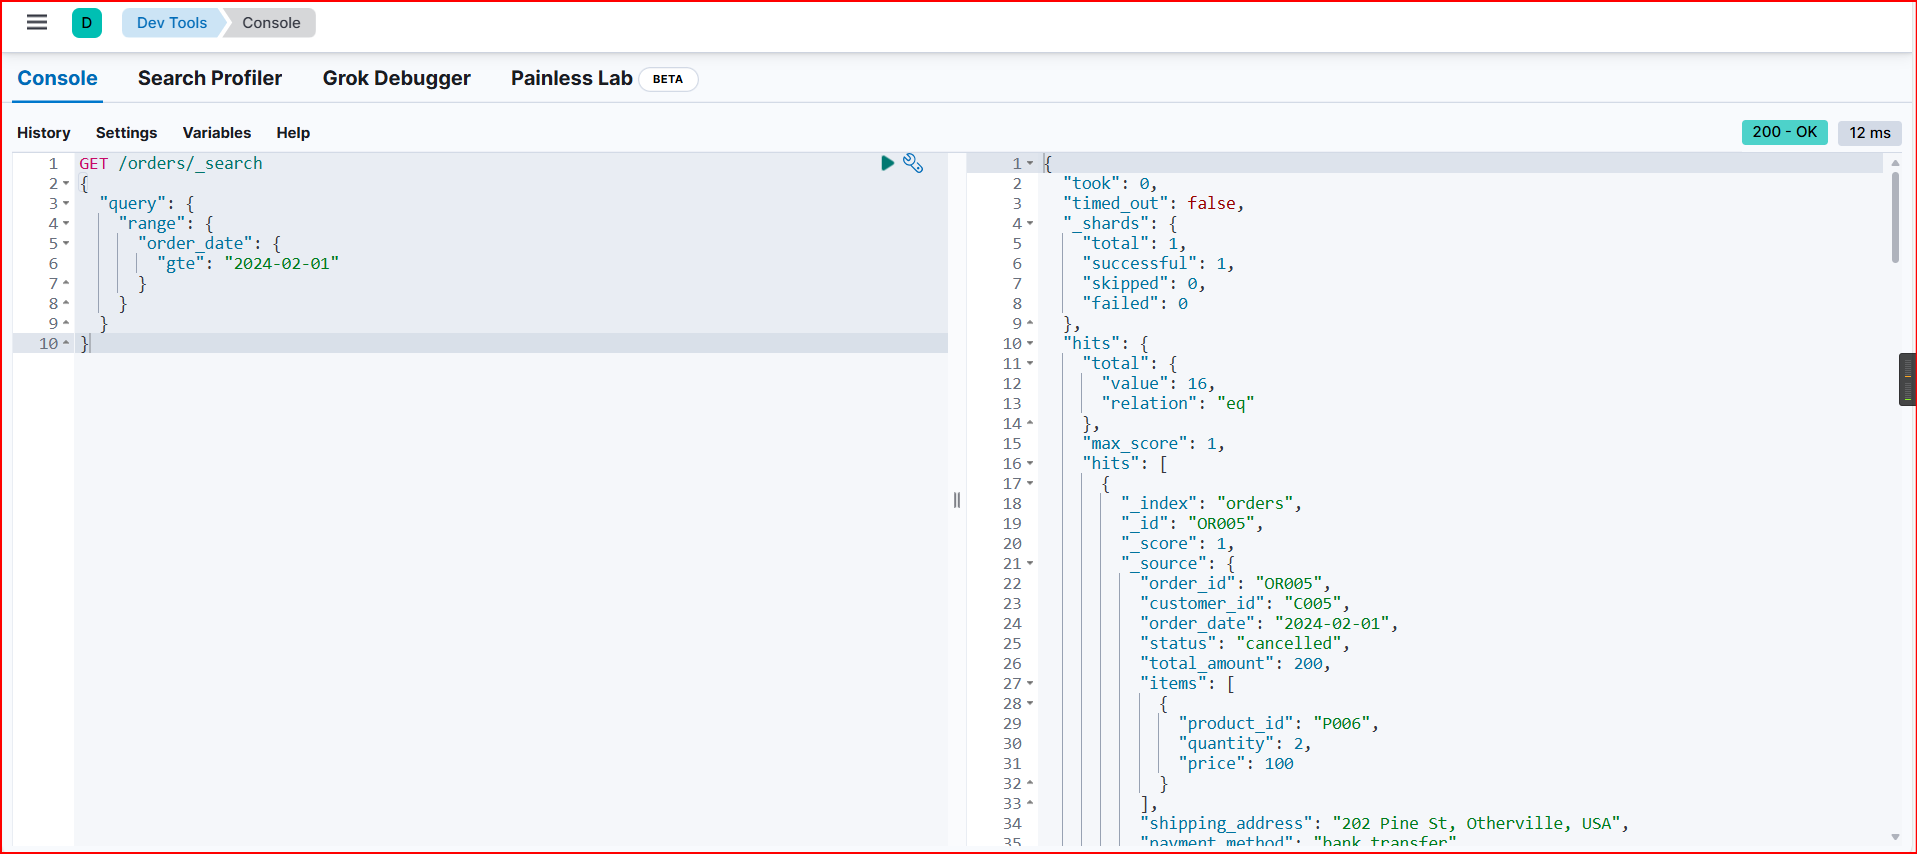 D Dev Tools Console
Console Search Profiler Grok Debugger Painless Lab BETA
History Settings Variables Help 200 - OK 12 ms
1 GET /orders/_search
2 {
3 "query": {
4 "range": {
5 "order_date": {
6 "gte": "2024-02-01"
7 }
8 }
9 }
10 }
1 {
2 "took": 0,
3 "timed_out": false,
4 "_shards": {
5 "total": 1,
6 "successful": 1,
7 "skipped": 0,
8 "failed": 0
9 },
10 "hits": {
11 "total": {
12 "value": 16,
13 "relation": "eq"
14 },
15 "max_score": 1,
16 "hits": [
17 {
18 "_index": "orders",
19 "_id": "OR005",
20 "_score": 1,
21 "_source": {
22 "order_id": "OR005",
23 "customer_id": "C005",
24 "order_date": "2024-02-01",
25 "status": "cancelled",
26 "total_amount": 200,
27 "items": [
28 {
29 "product_id": "P006",
30 "quantity": 2,
31 "price": 100
32 }
33 ],
34 "shipping_address": "202 Pine St, Otherville, USA",
35 "payment_method": "bank_transfer"